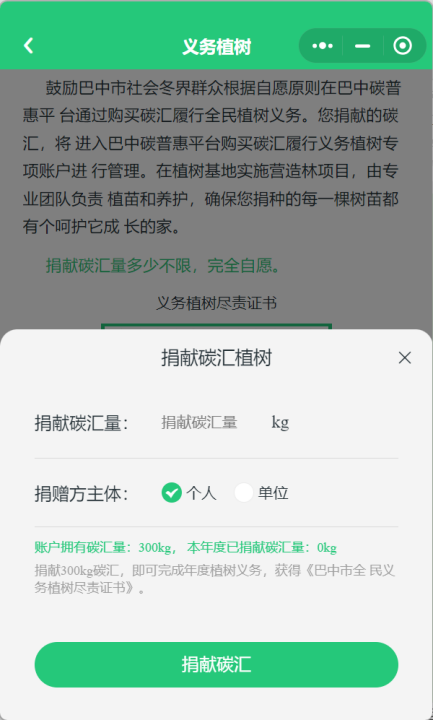 义务植树
鼓励巴中市社会冬界群众根据自愿原则在巴中碳普
惠平 台通过购买碳汇履行全民植树义务。您捐献的碳
汇，将 进入巴中碳普惠平台购买碳汇履行义务植树专
项账户进 行管理。在植树基地实施营造林项目，由专
业团队负责 植苗和养护，确保您捐种的每一棵树苗都
有个呵护它成 长的家。
捐献碳汇量多少不限，完全自愿。
义务植树尽责证书
捐献碳汇植树
捐献碳汇量： 捐献碳汇量 kg
捐赠方主体： 个人 单位
账户拥有碳汇量：300kg， 本年度已捐献碳汇量：0kg
捐献300kg碳汇，即可完成年度植树义务，获得《巴中市全 民义
务植树尽责证书》。
捐献碳汇